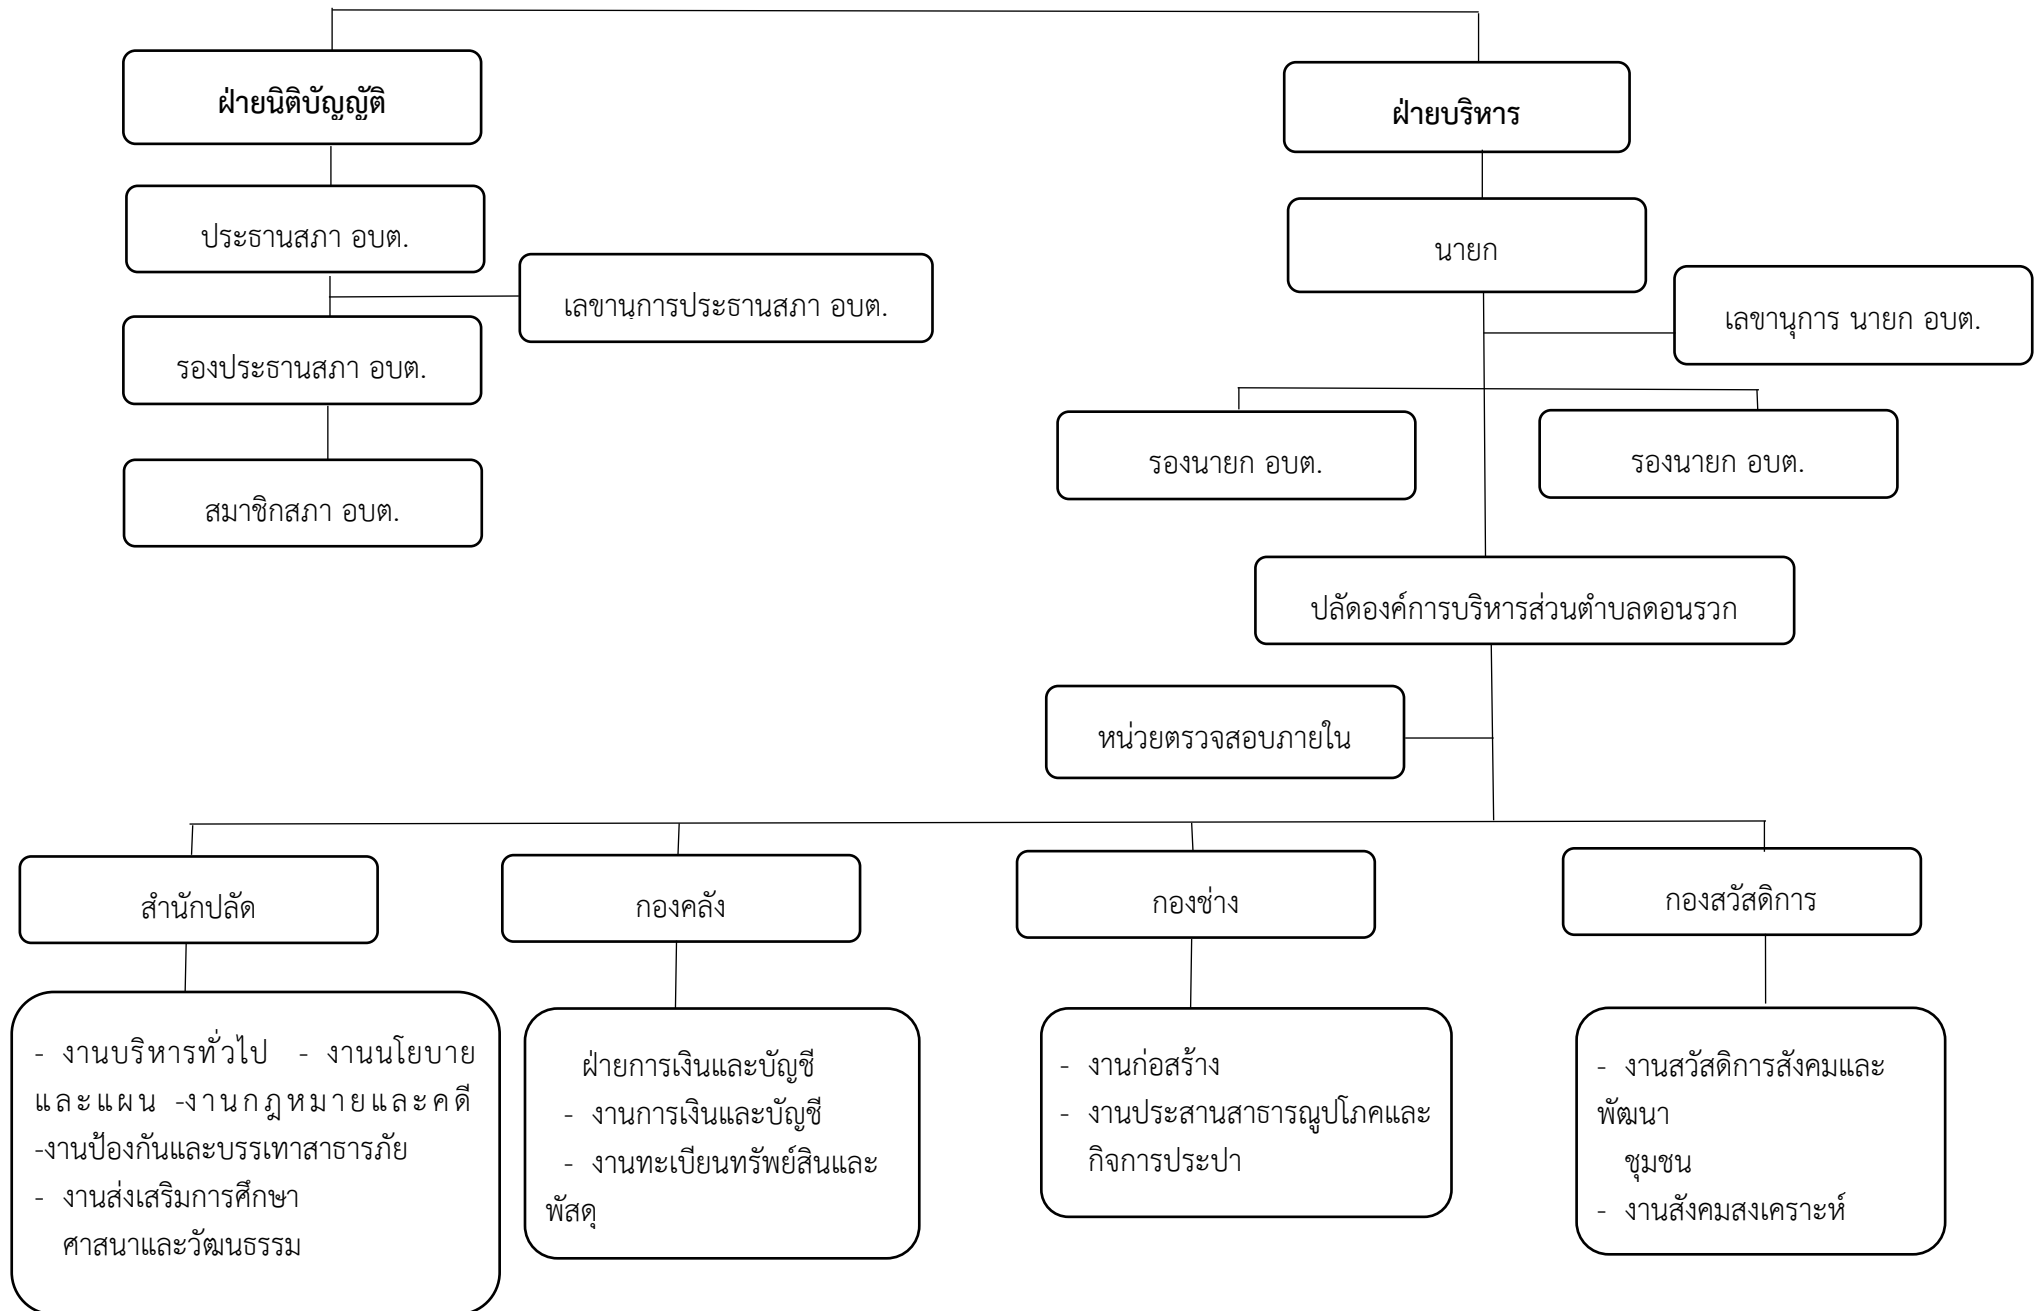 ฝ่ายนิติบัญญัติ
ฝ่ายบริหาร
ประธานสภา อบต.
นายก
เลขานุการประธานสภา อบต.
เลขานุการ นายก อบต.
รองประธานสภา อบต.
รองนายก อบต.
รองนายก อบต.
สมาชิกสภา อบต.
ปลัดองค์การบริหารส่วนตำบลดอนรวก
หน่วยตรวจสอบภายใน
สำนักปลัด
กองคลัง
กองช่าง
กองสวัสดิการ
- งานบริหารทั่วไป - งานนโยบาย
และแผน -งานกฎหมายและคดี
-งานป้องกันและบรรเทาสาธารภัย
- งานส่งเสริมการศึกษา
ศาสนาและวัฒนธรรม
ฝ่ายการเงินและบัญชี
- งานการเงินและบัญชี
- งานทะเบียนทรัพย์สินและ
พัสดุ
- งานก่อสร้าง
- งานประสานสาธารณูปโภคและ
กิจการประปา
- งานสวัสดิการสังคมและ
พัฒนา
ชุมชน
- งานสังคมสงเคราะห์